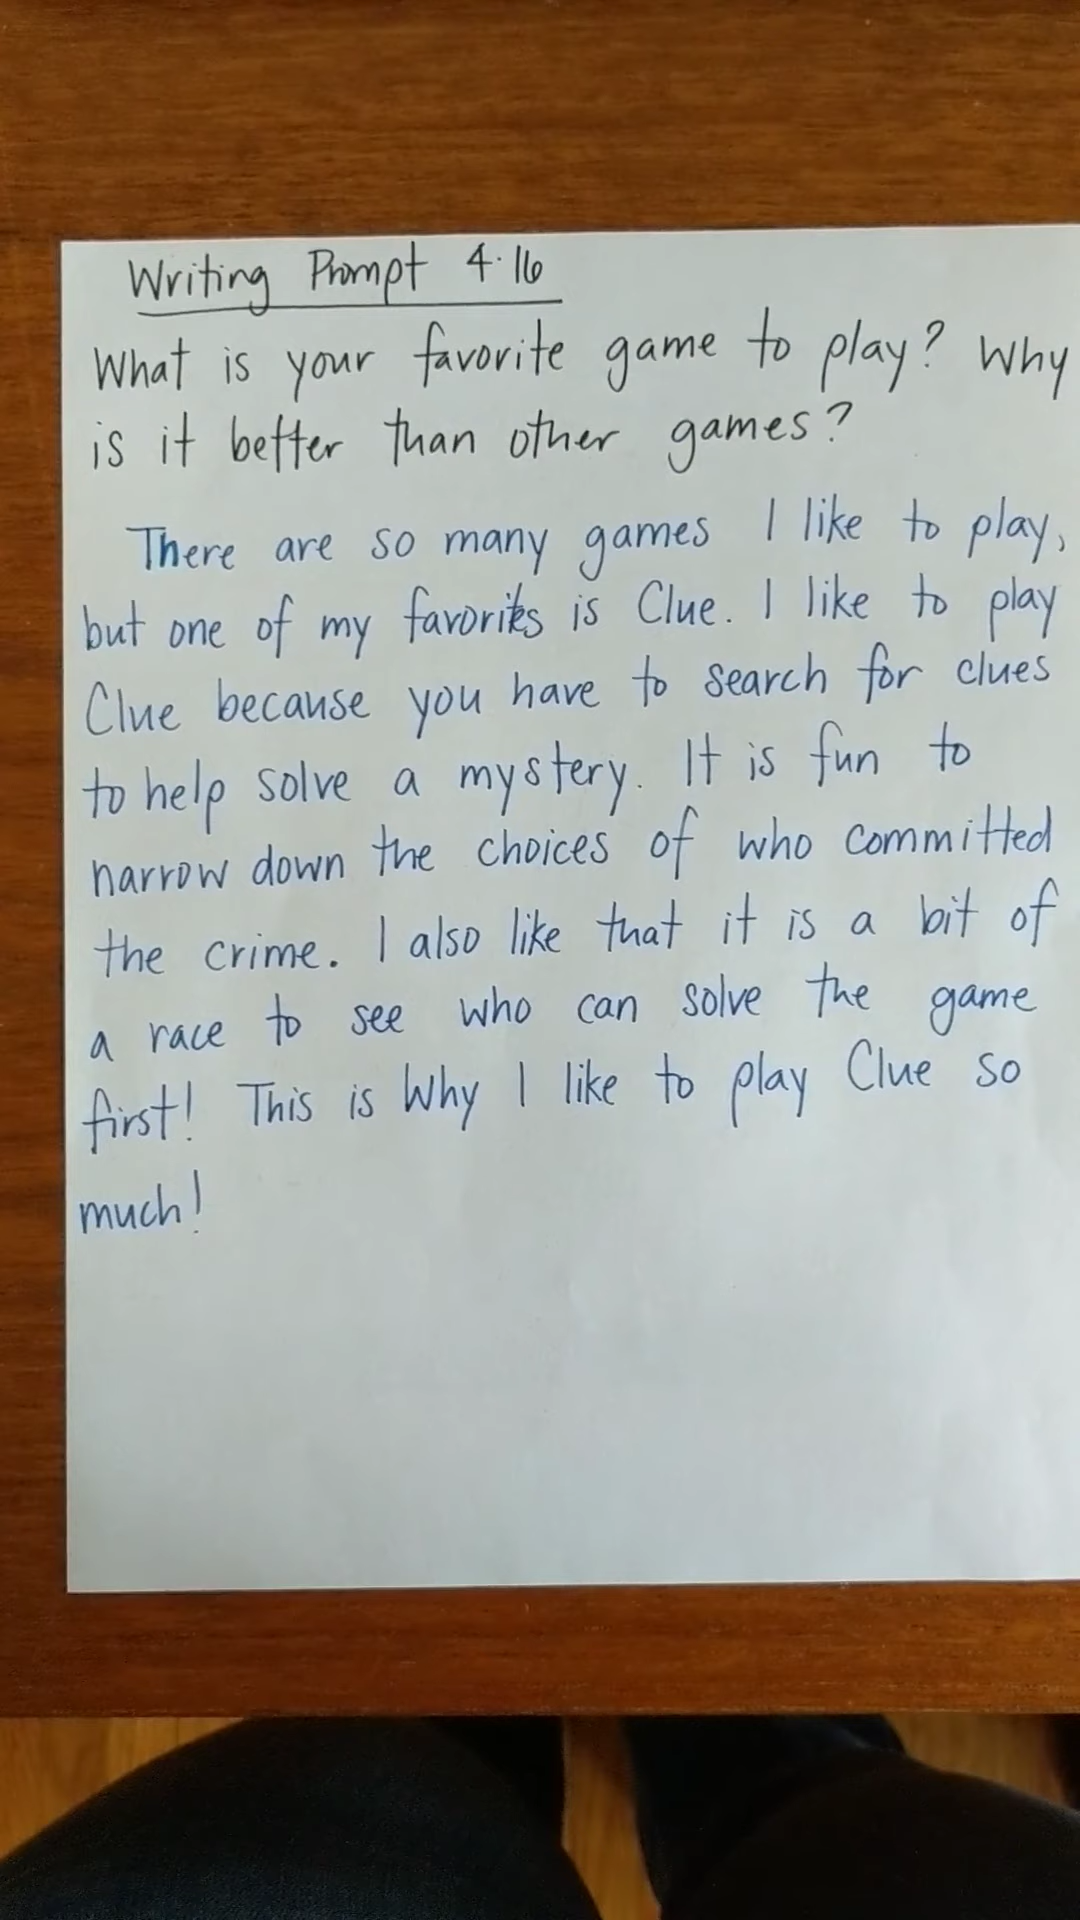 Writing Prompt 4.16
What is your favorite game to play? Why
is it better than other games?
There are so many games I like to play,
but one of my favorites is Clue. I like to play
Clue because you have to search for clues
to help solve a mystery. It is fun to
narrow down the choices of who committed
the crime. I also like that it is a bit of
a race to see who can solve the game
first! This is why I like to play Clue so
much!